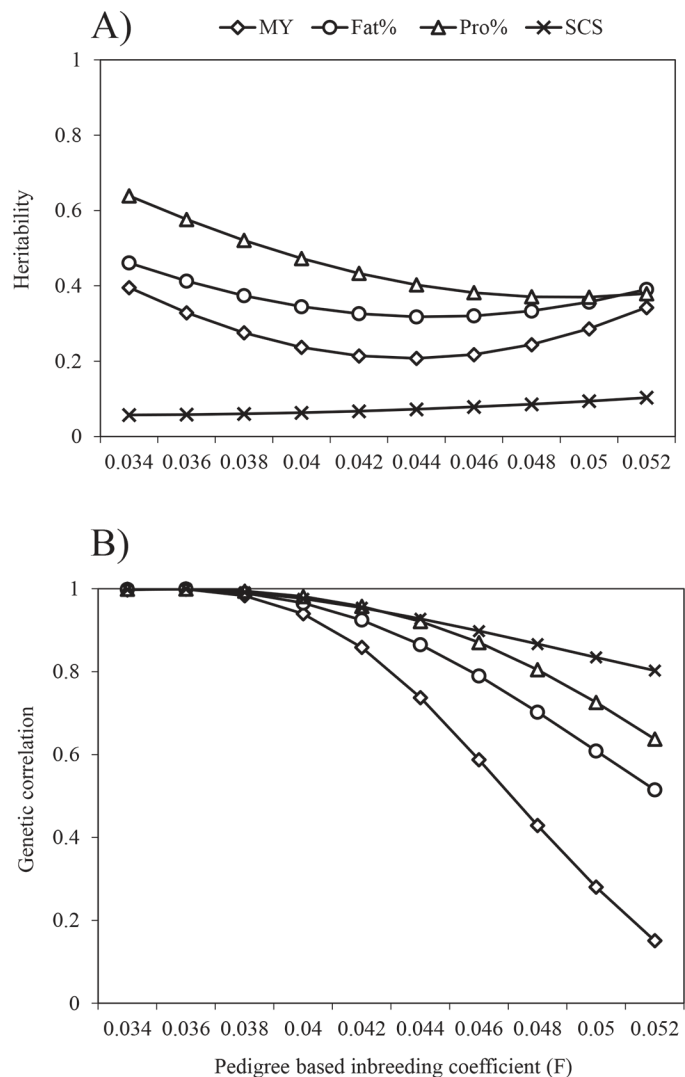 A)
MY Fat% Pro% SCS
1
0.8
0.6
0.4
0.2
0
Heritability
0.034 0.036 0.038 0.04 0.042 0.044 0.046 0.048 0.05 0.052
B)
1
0.8
0.6
0.4
0.2
0
Genetic correlation
0.034 0.036 0.038 0.04 0.042 0.044 0.046 0.048 0.05 0.052
Pedigree based inbreeding coefficient (F)